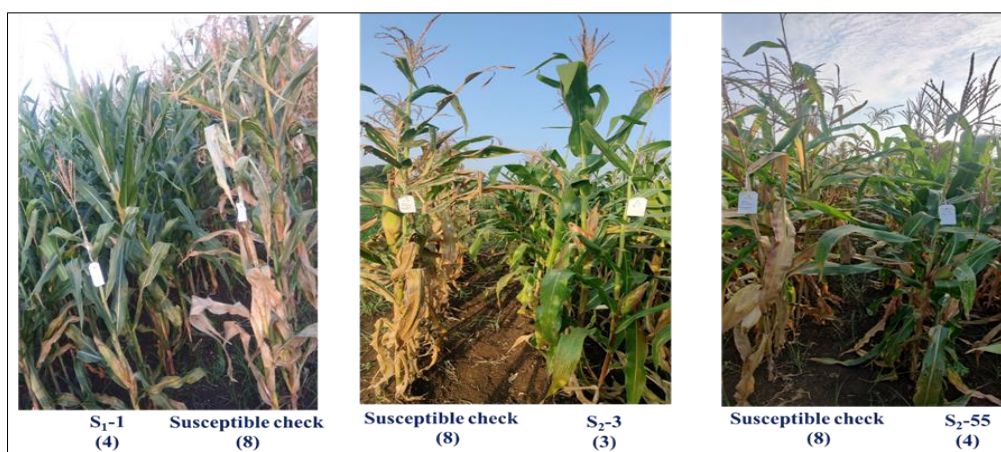 S₁-1 Susceptible check
(4) (8)
Susceptible check S₂-3
(8) (3)
Susceptible check S₂-55
(8) (4)